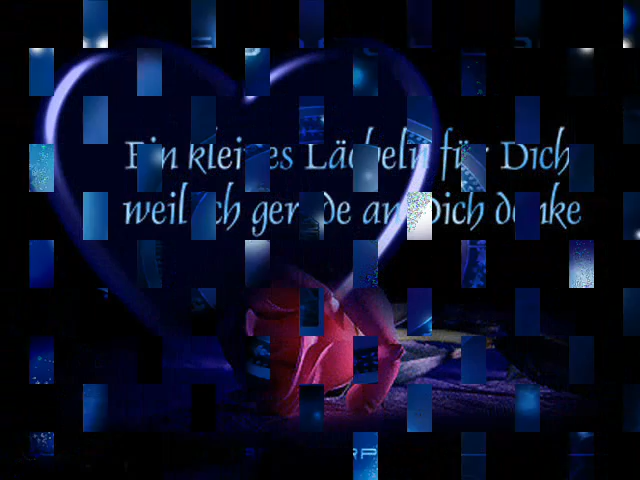 Ein kleines Lächeln für Dich
weil ich gerade an Dich denke